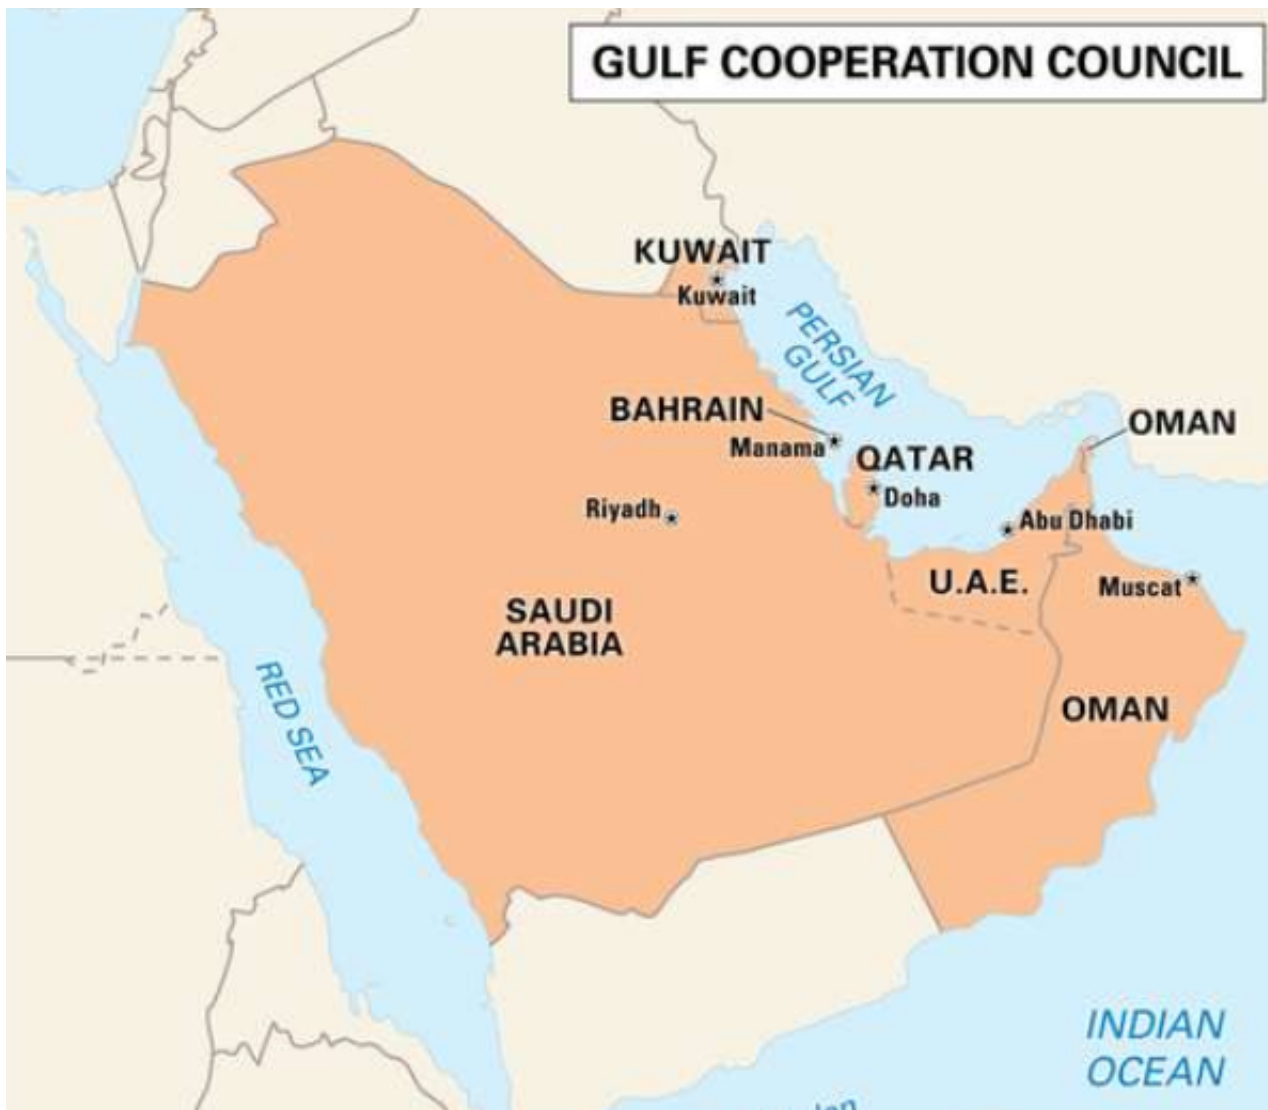 GULF COOPERATION COUNCIL
KUWAIT
Kuwait
PERSIAN
GULF
BAHRAIN
Manama
QATAR
Doha
OMAN
Riyadh
Abu Dhabi
U.A.E.
Muscat
SAUDI
ARABIA
RED SEA
OMAN
INDIAN
OCEAN